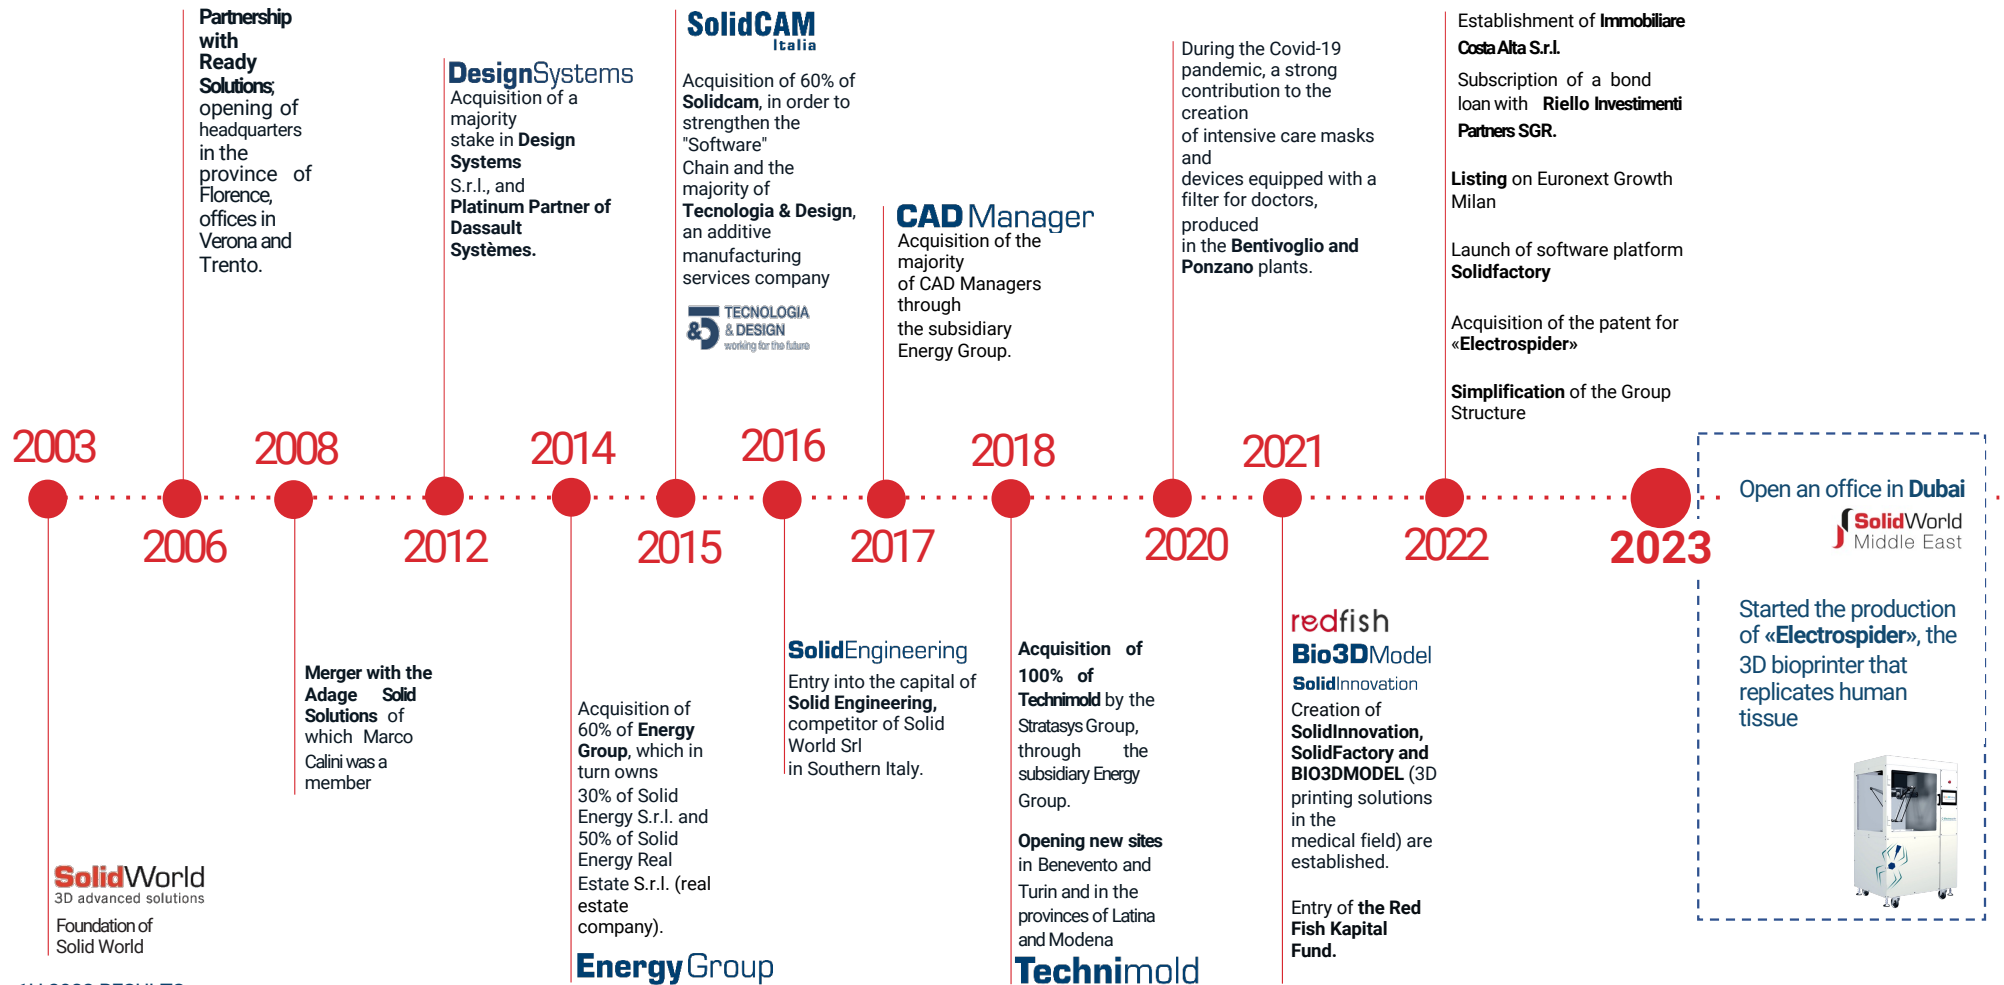 Partnership
with
Ready
Solutions;
opening of
headquarters
in the
province of
Florence,
offices in
Verona and
Trento.
DesignSystems
Acquisition of a
majority
stake in Design
Systems
S.r.l., and
Platinum Partner of
Dassault
Systèmes.
SolidCAM
Italia
Acquisition of 60% of
Solidcam, in order to
strengthen the
"Software"
Chain and the
majority of
Tecnologia & Design,
an additive
manufacturing
services company
TECNOLOGIA
& DESIGN
working for the future
CAD Manager
Acquisition of the
majority
of CAD Managers
through
the subsidiary
Energy Group.
During the Covid-19
pandemic, a strong
contribution to the
creation
of intensive care masks
and
devices equipped with a
filter for doctors,
produced
in the Bentivoglio and
Ponzano plants.
Establishment of Immobiliare
Costa Alta S.r.l.
Subscription of a bond
loan with Riello Investimenti
Partners SGR.
Listing on Euronext Growth
Milan
Launch of software platform
Solidfactory
Acquisition of the patent for
«Electrospider»
Simplification of the Group
Structure
2003
2006
2008
2012
2014
2015
2016
2017
2018
2020
2021
2022
2023
SolidWorld
3D advanced solutions
Foundation of
Solid World
Merger with the
Adage Solid
Solutions of
which Marco
Calini was a
member
Acquisition of
60% of Energy
Group, which in
turn owns
30% of Solid
Energy S.r.l. and
50% of Solid
Energy Real
Estate S.r.l. (real
estate
company).
EnergyGroup
SolidEngineering
Entry into the capital of
Solid Engineering,
competitor of Solid
World Srl
in Southern Italy.
Acquisition of
100% of
Technimold by the
Stratasys Group,
through the
subsidiary Energy
Group.
Opening new sites
in Benevento and
Turin and in the
provinces of Latina
and Modena
Technimold
redfish
Bio3DModel
SolidInnovation
Creation of
SolidInnovation,
SolidFactory and
BIO3DMODEL (3D
printing solutions
in the
medical field) are
established.
Entry of the Red
Fish Kapital
Fund.
Open an office in Dubai
SolidWorld
Middle East
Started the production
of «Electrospider», the
3D bioprinter that
replicates human
tissue